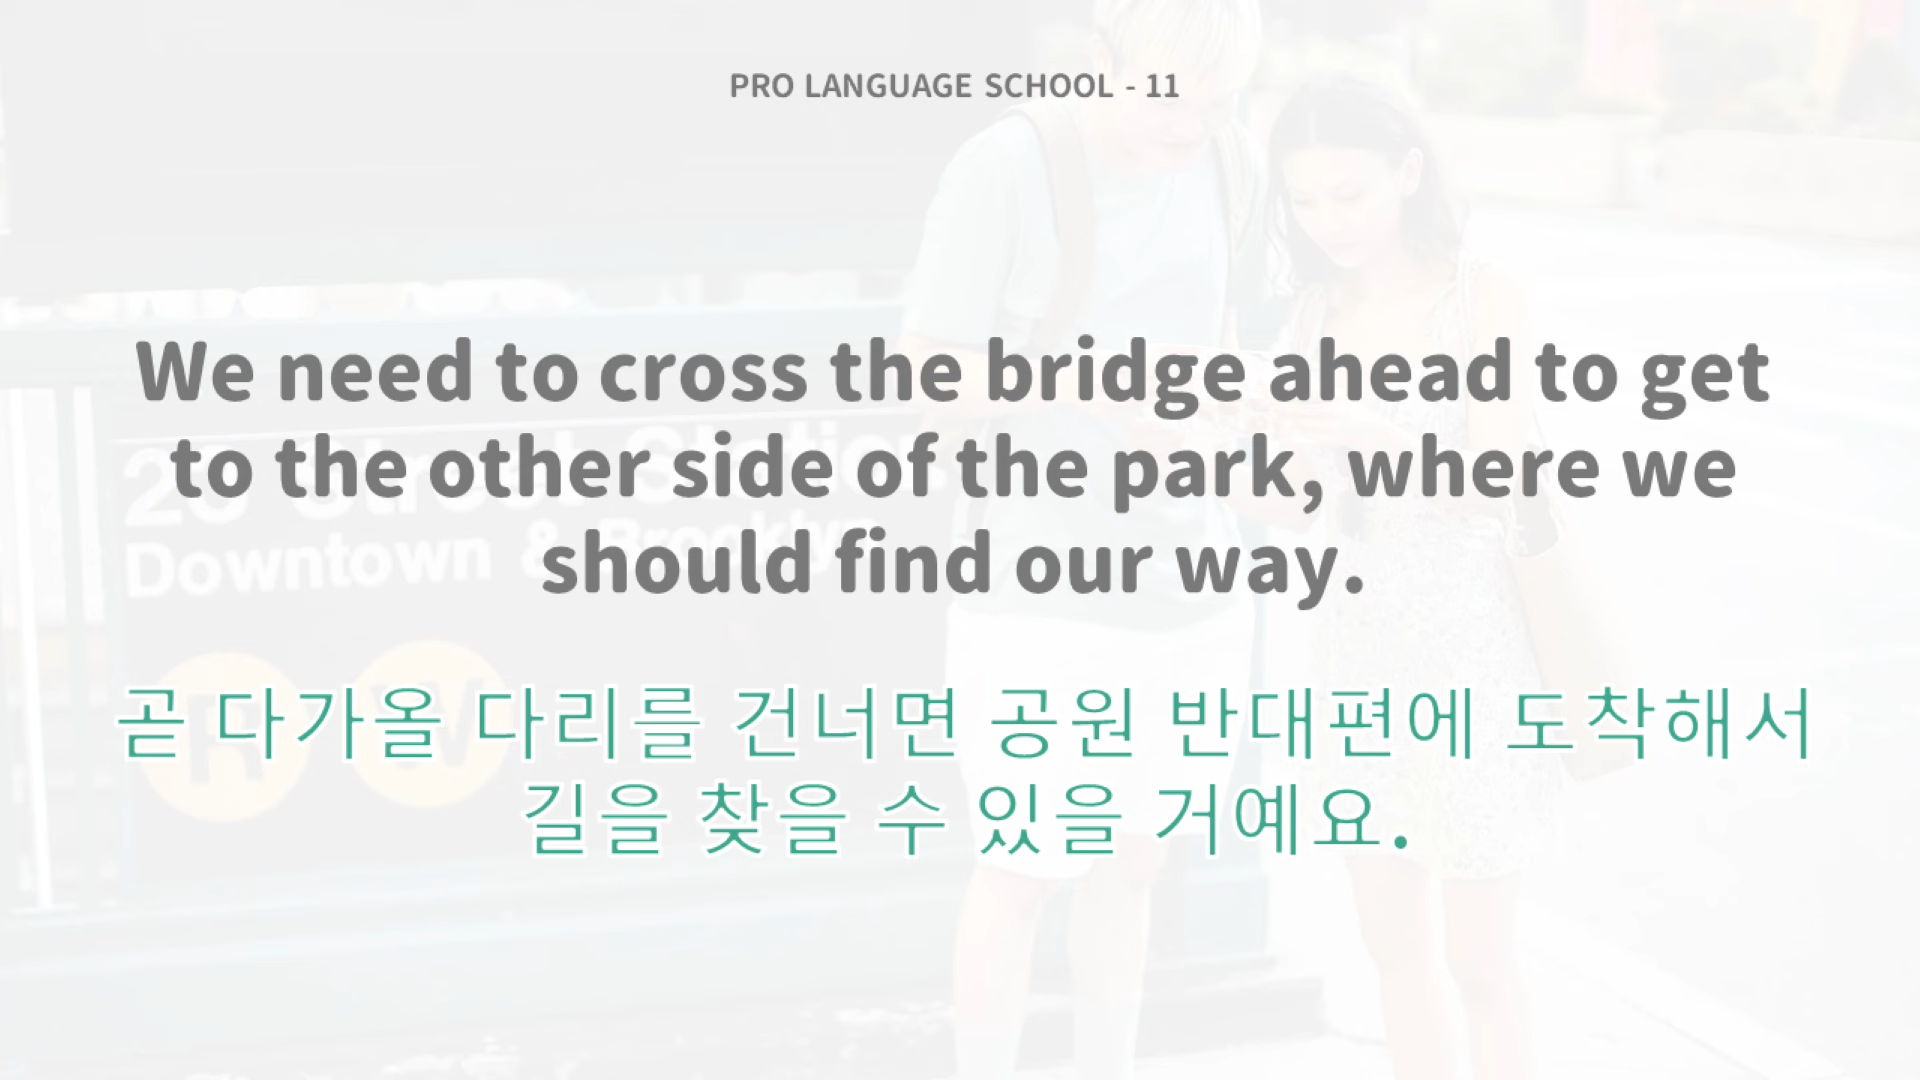 PRO LANGUAGE SCHOOL - 11
We need to cross the bridge ahead to get
to the other side of the park, where we
should find our way.
곧 다가올 다리를 건너면 공원 반대편에 도착해서
길을 찾을 수 있을 거예요.
Downtown & Brooklyn
R W